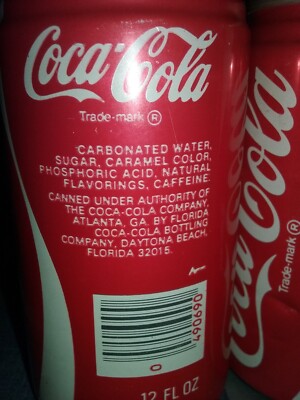 Coca-Cola
Trade-mark ®
CARBONATED WATER,
SUGAR, CARAMEL COLOR,
PHOSPHORIC ACID, NATURAL
FLAVORINGS, CAFFEINE.
CANNED UNDER AUTHORITY OF
THE COCA-COLA COMPANY,
ATLANTA, GA. BY FLORIDA
COCA-COLA BOTTLING
COMPANY, DAYTONA BEACH,
FLORIDA 32015.
490690
0
12 FL OZ
Coca-Cola
Trade-mark ®